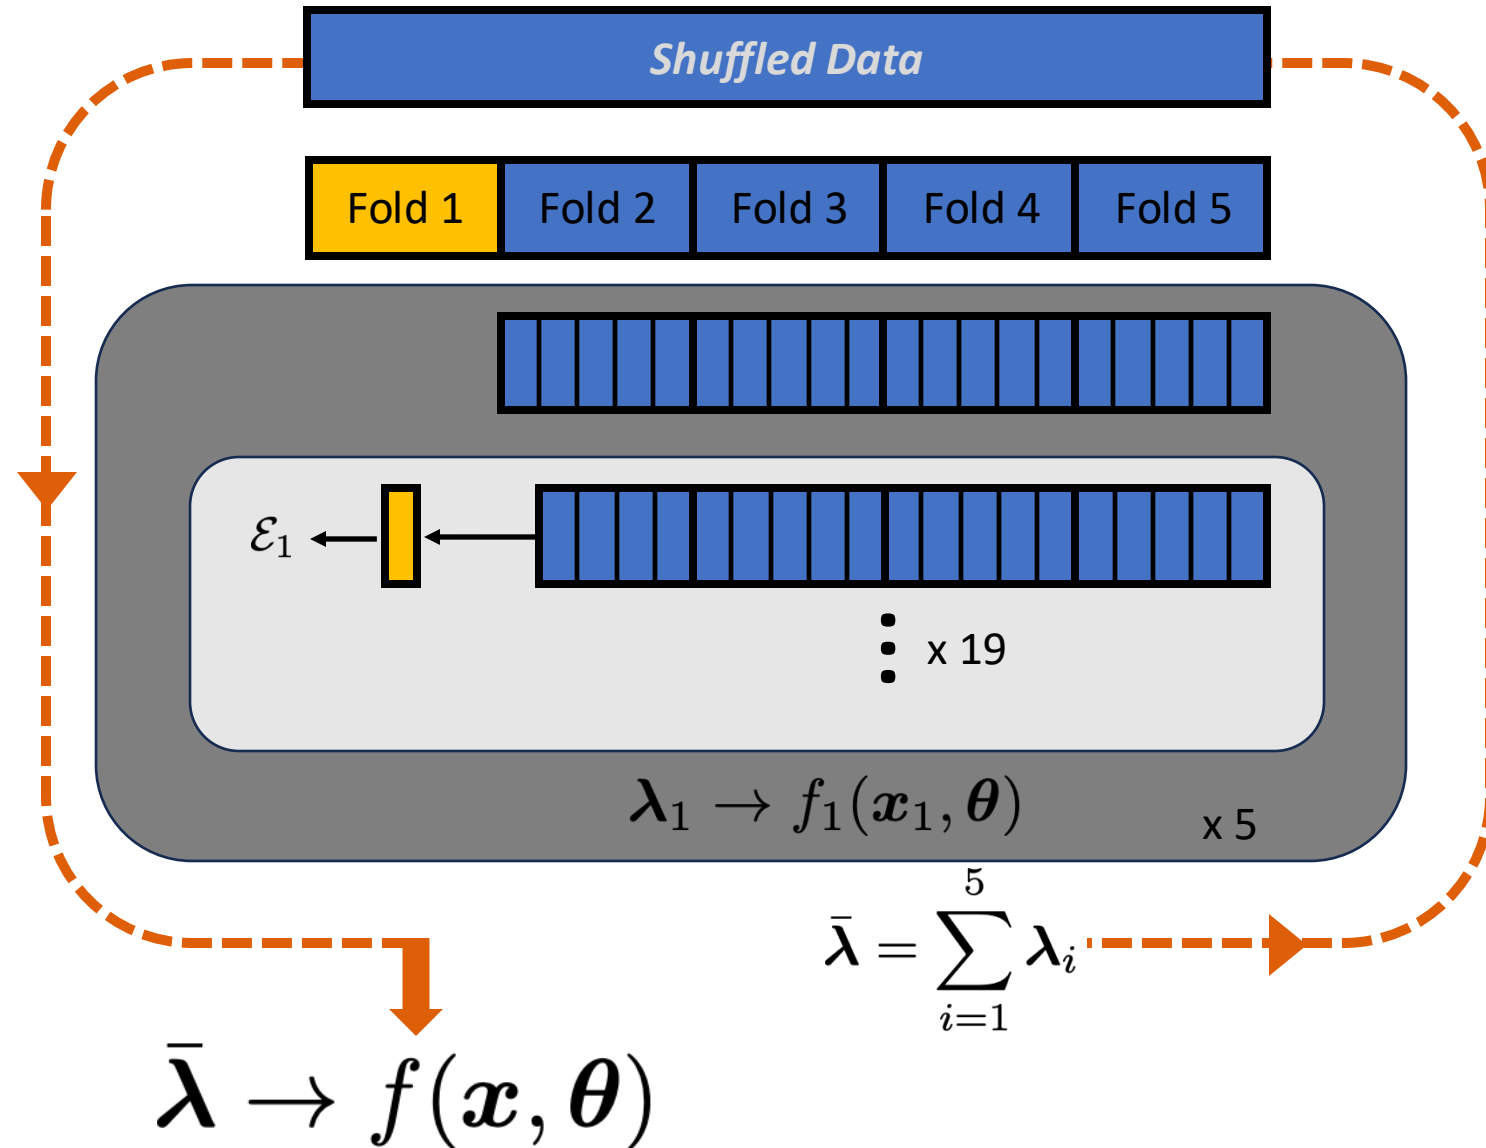 Shuffled Data
Fold 1 Fold 2 Fold 3 Fold 4 Fold 5
ℰ₁
x 19
𝝀₁ → f₁(𝒙₁, 𝜽)
x 5
𝝀̄ = ∑_{i=1}^{5} 𝝀ᵢ
𝝀̄ → f(𝒙, 𝜽)